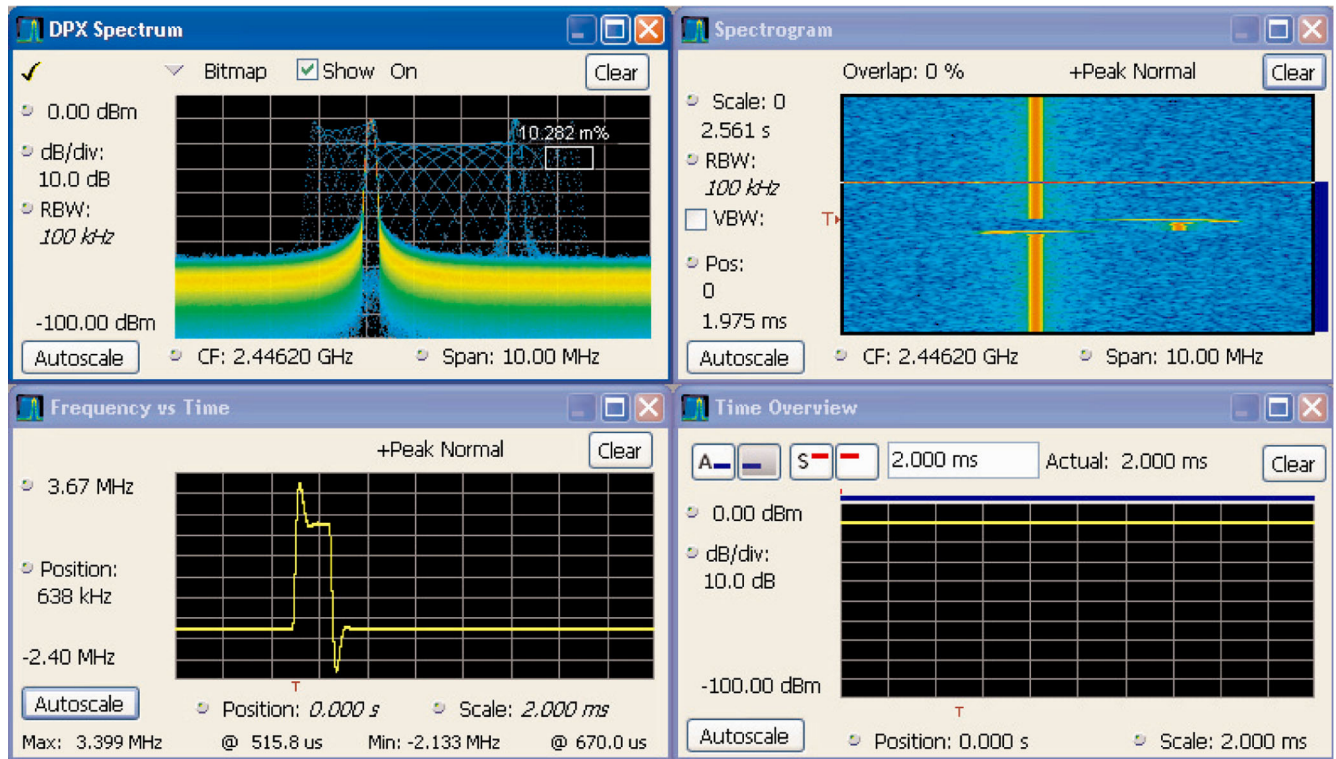 DPX Spectrum
Bitmap Show On Clear
0.00 dBm
dB/div:
10.0 dB
RBW:
100 kHz
-100.00 dBm
10.282 m%
Autoscale CF: 2.44620 GHz Span: 10.00 MHz
Spectrogram
Overlap: 0 % +Peak Normal Clear
Scale: 0
2.561 s
RBW:
100 kHz
VBW:
T
Pos:
0
1.975 ms
Autoscale CF: 2.44620 GHz Span: 10.00 MHz
Frequency vs Time
+Peak Normal Clear
3.67 MHz
Position:
638 kHz
-2.40 MHz
T
Autoscale Position: 0.000 s Scale: 2.000 ms
Max: 3.399 MHz @ 515.8 us Min: -2.133 MHz @ 670.0 us
Time Overview
A S 2.000 ms Actual: 2.000 ms Clear
0.00 dBm
dB/div:
10.0 dB
-100.00 dBm
T
Autoscale Position: 0.000 s Scale: 2.000 ms